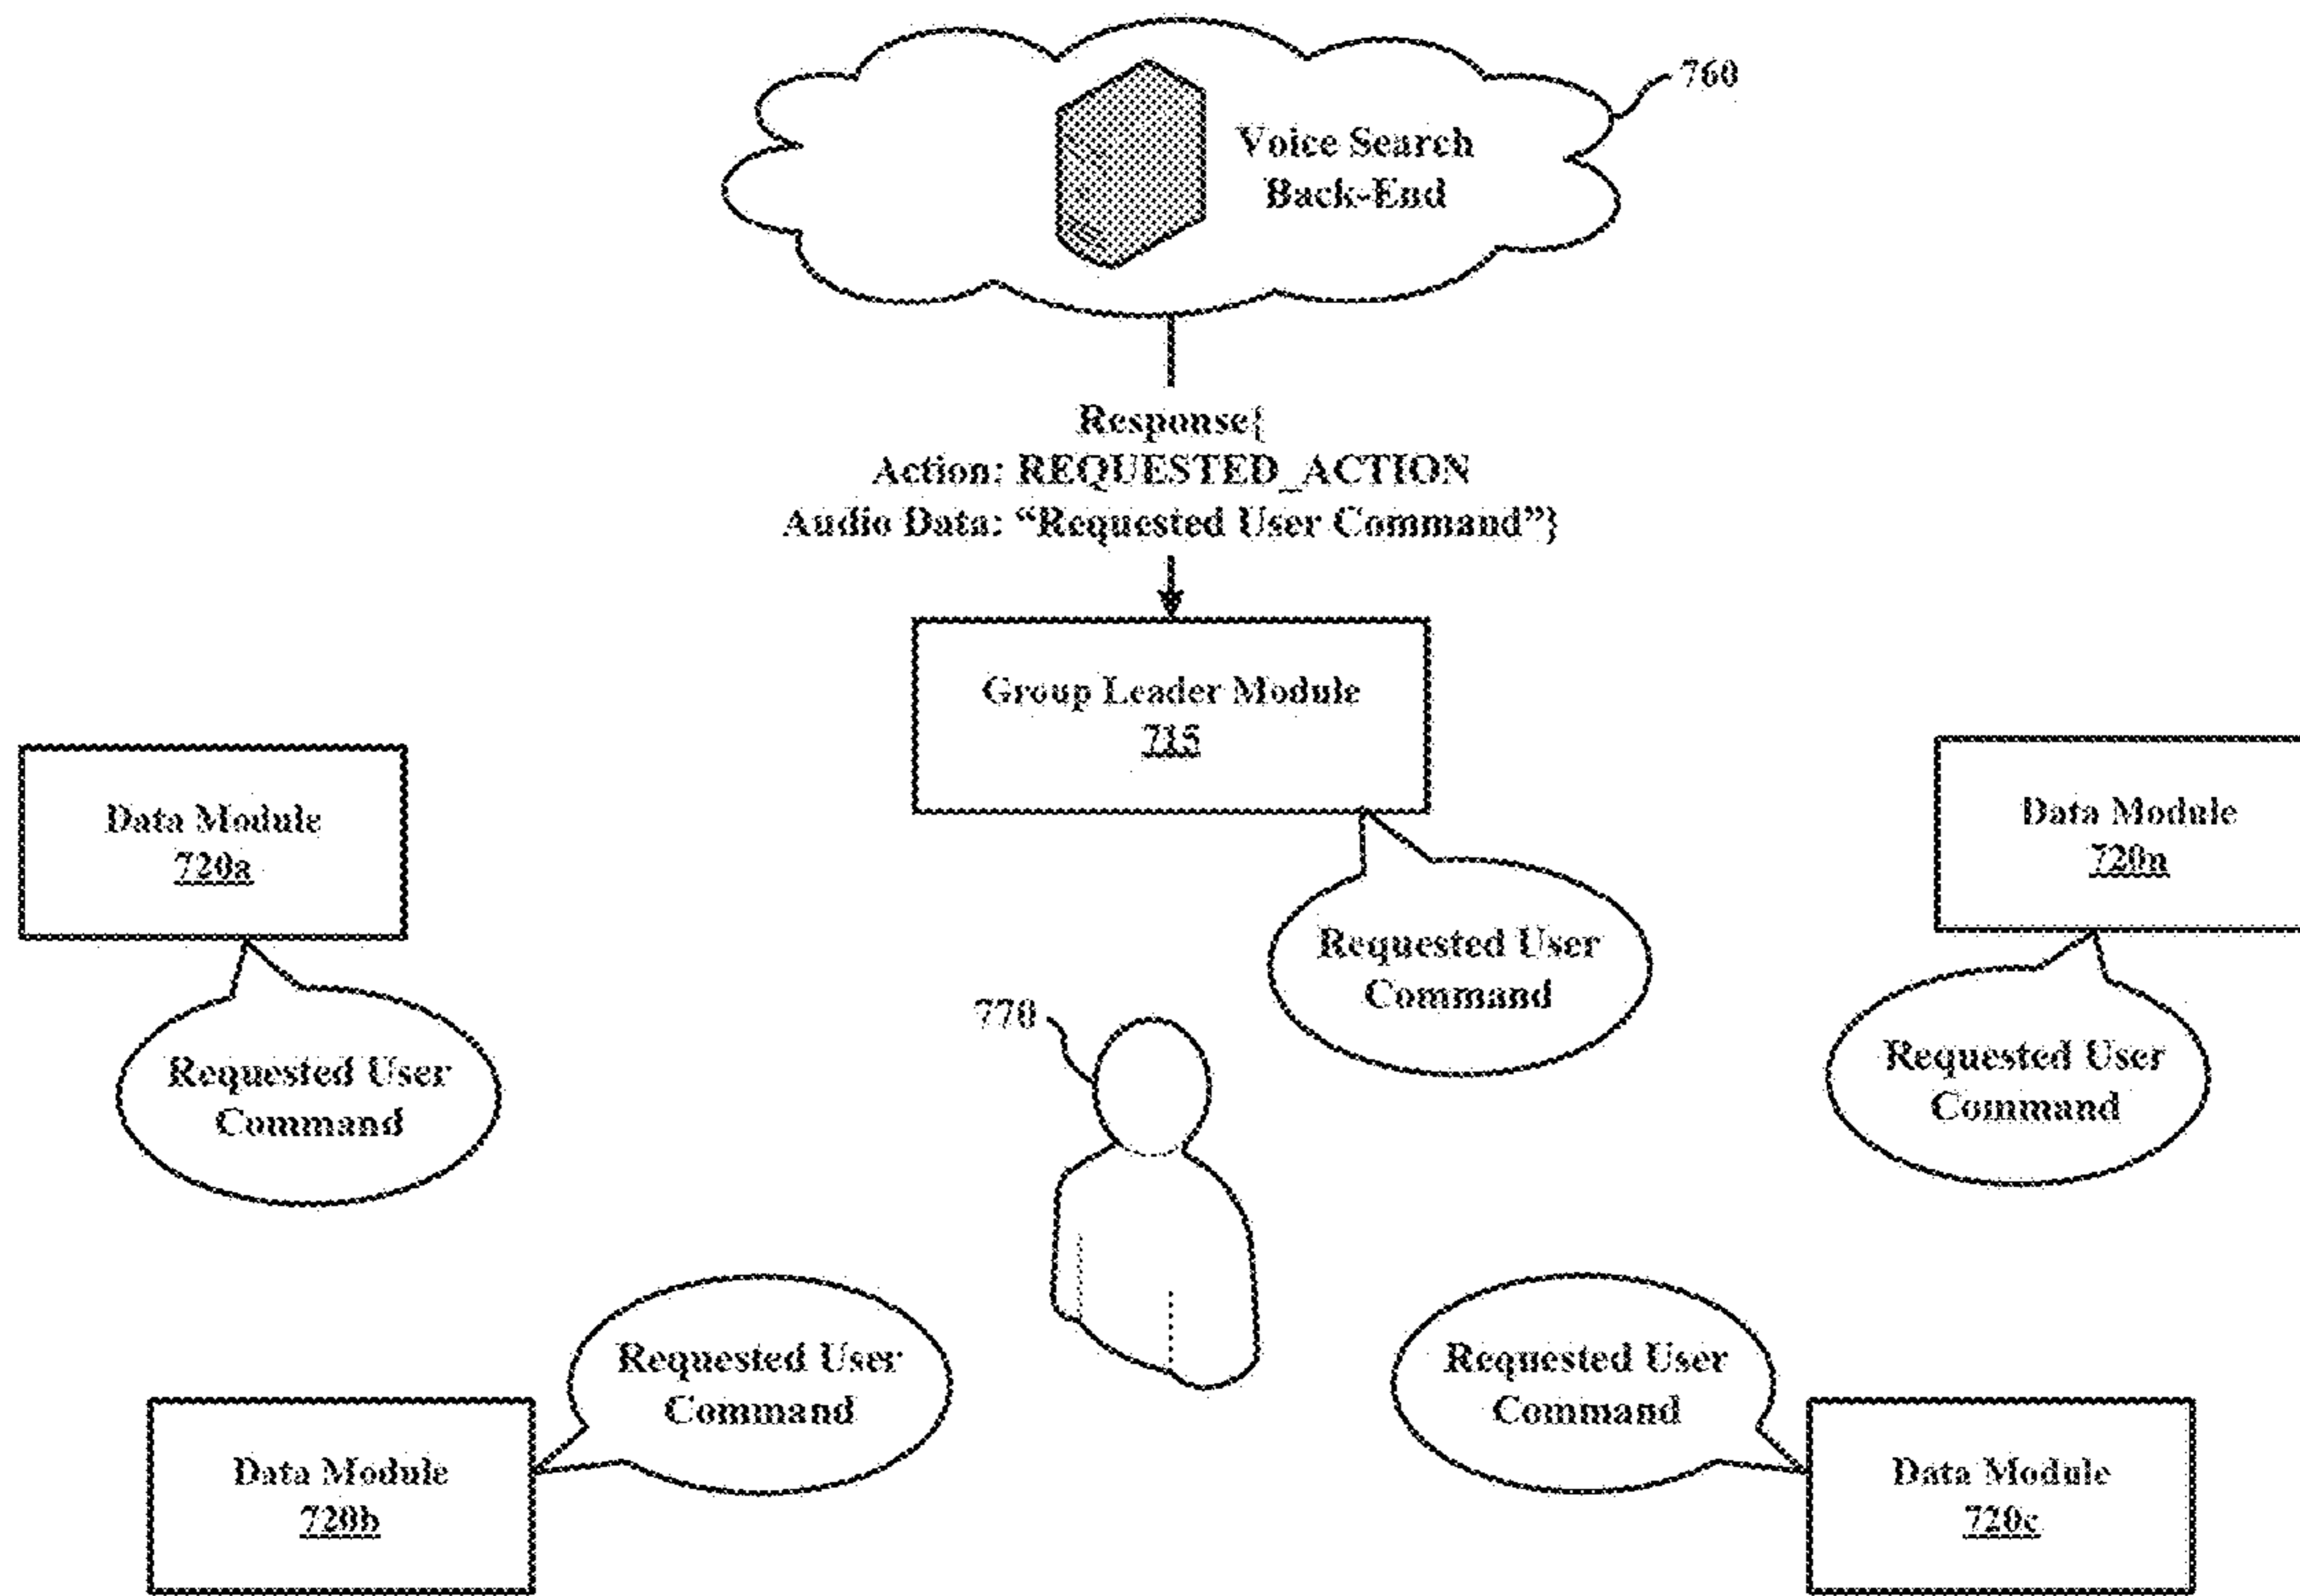 760
Voice Search
Back-End
Response{
Action: REQUESTED_ACTION
Audio Data: “Requested User Command”}
Group Leader Module
715
Data Module
720a
Data Module
720n
Requested User
Command
770
Requested User
Command
Requested User
Command
Requested User
Command
Requested User
Command
Data Module
720b
Data Module
720c